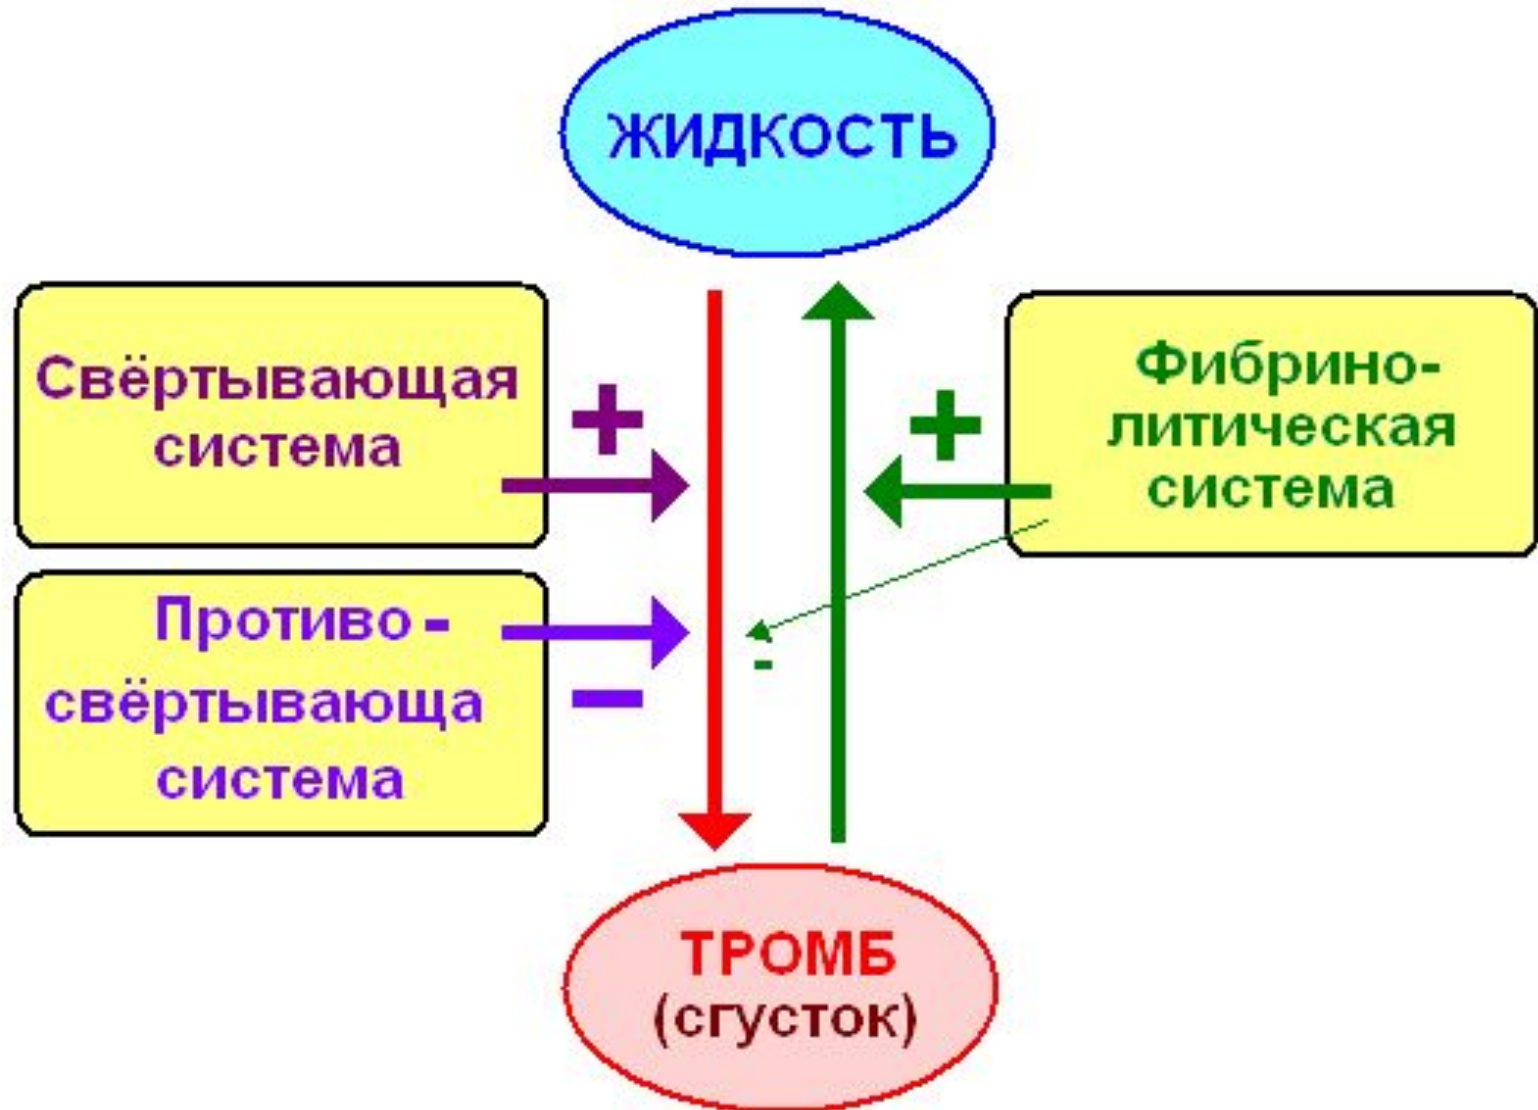 ЖИДКОСТЬ
Свёртывающая
система
+
+
Фибрино-
литическая
система
Противо-
свёртывающа
система
-
-
ТРОМБ
(сгусток)